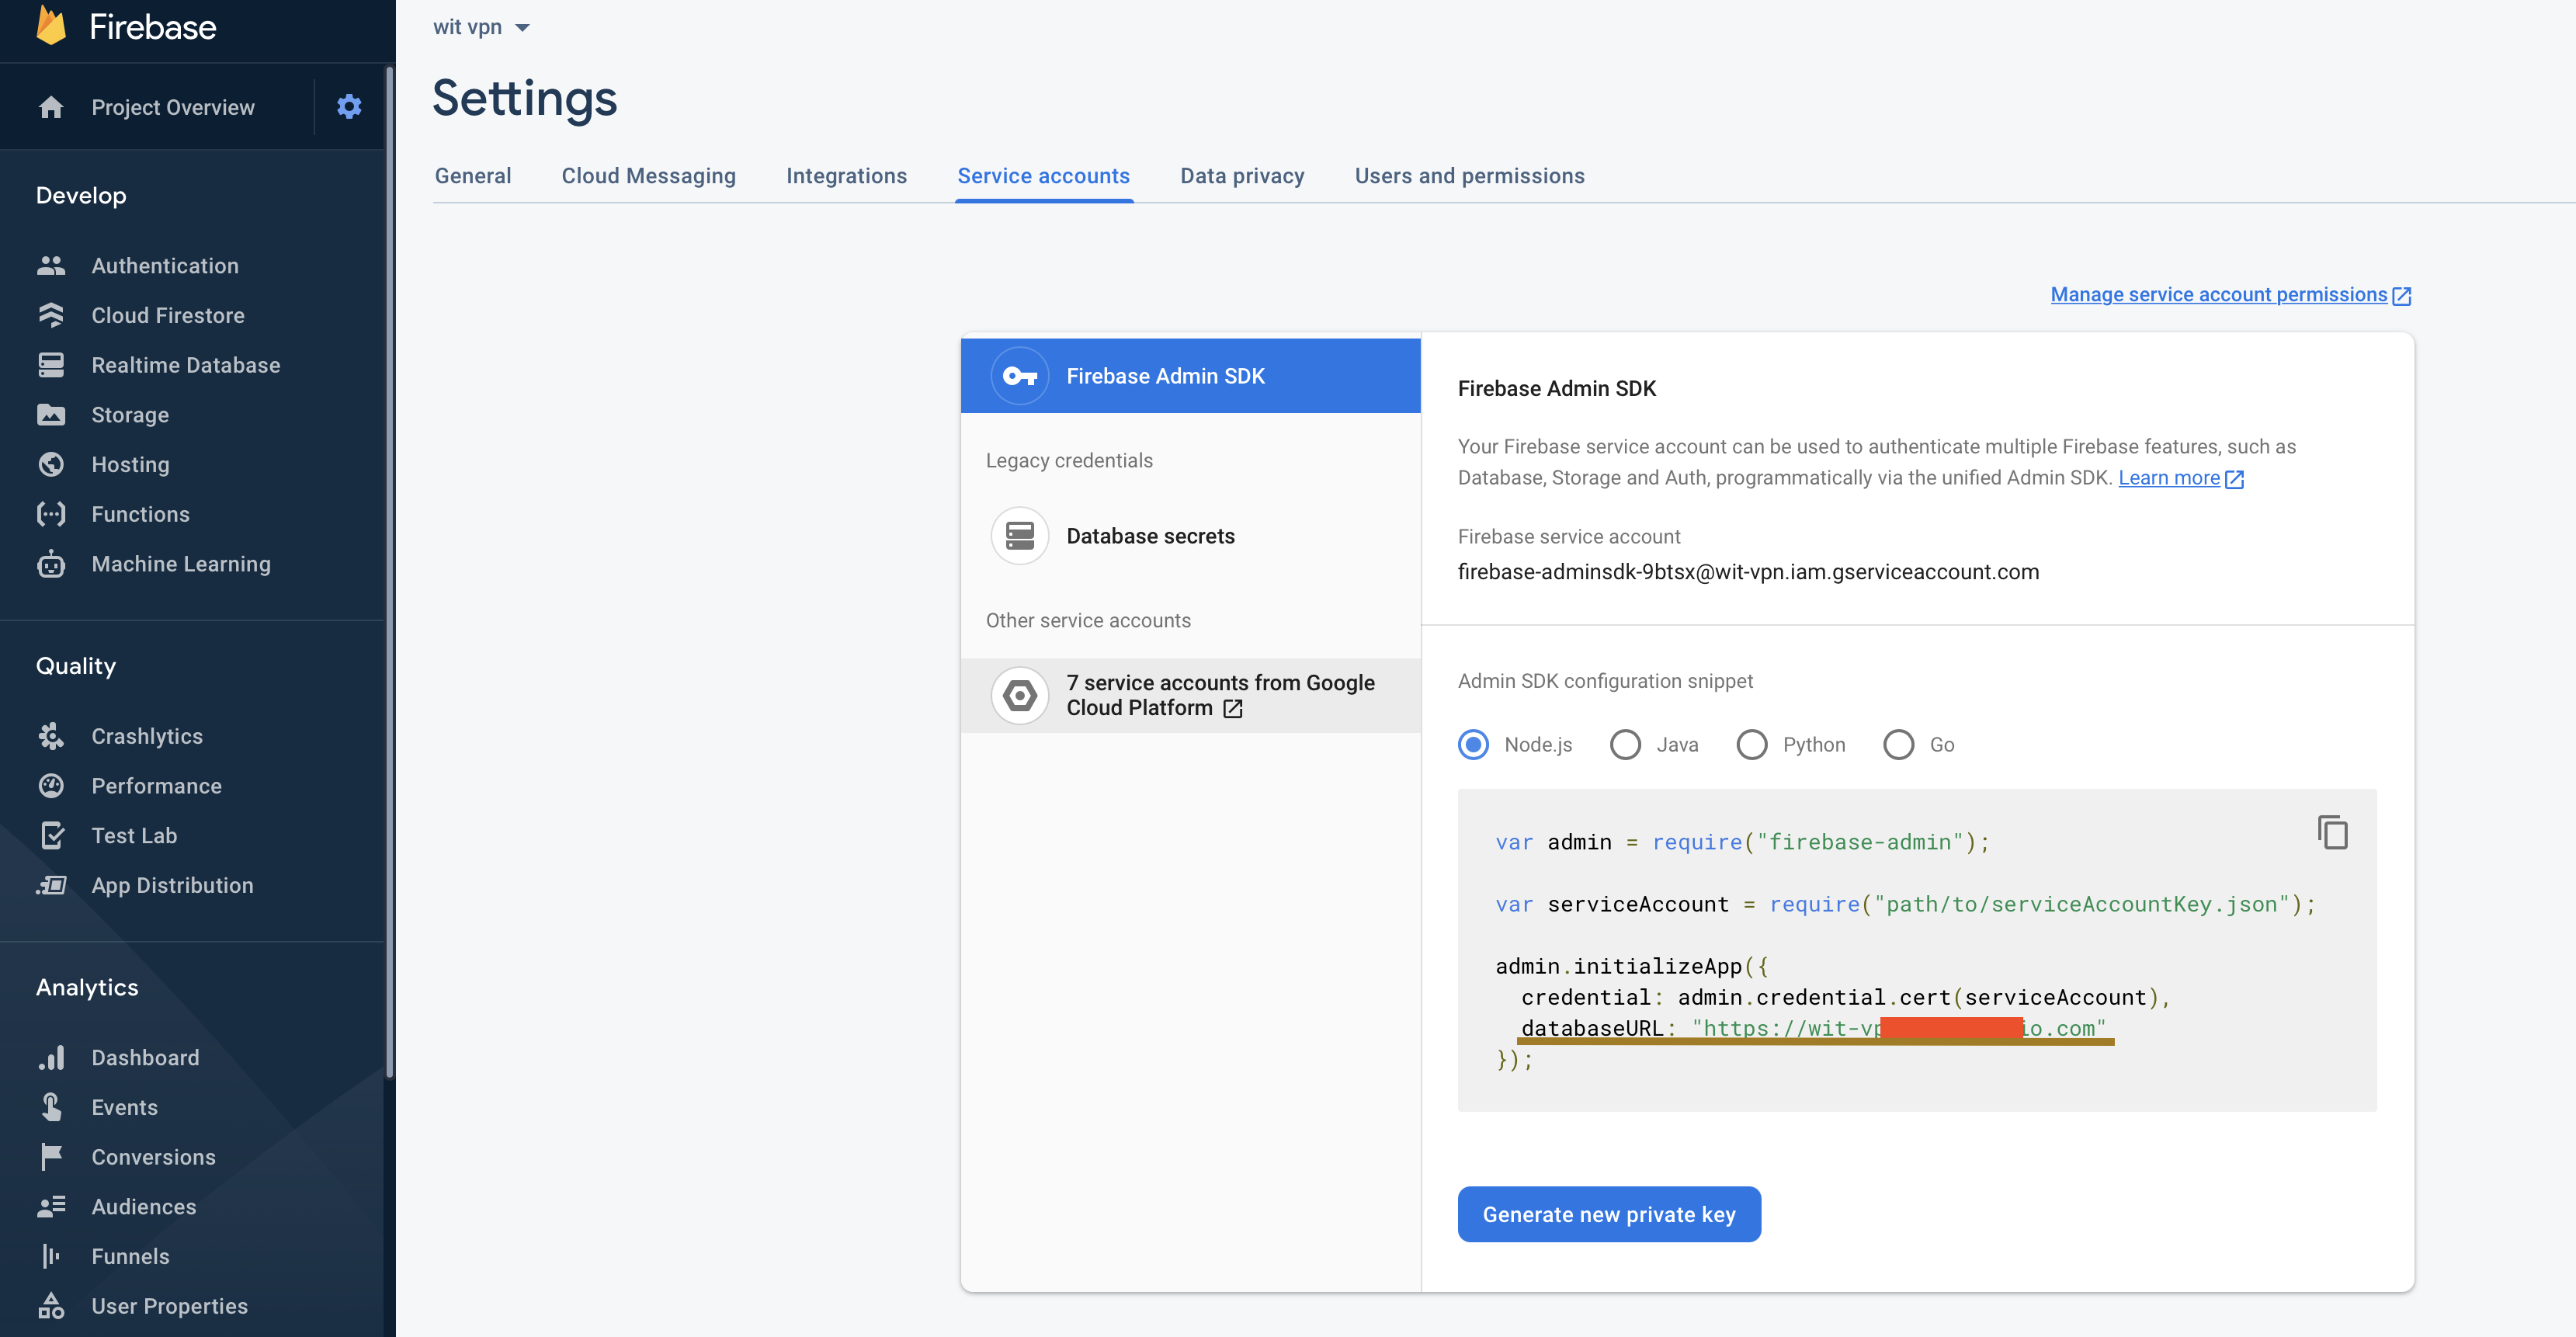 Firebase
Project Overview
Develop
Authentication
Cloud Firestore
Realtime Database
Storage
Hosting
Functions
Machine Learning
Quality
Crashlytics
Performance
Test Lab
App Distribution
Analytics
Dashboard
Events
Conversions
Audiences
Funnels
User Properties
wit vpn
Settings
General
Cloud Messaging
Integrations
Service accounts
Data privacy
Users and permissions
Manage service account permissions
Firebase Admin SDK
Legacy credentials
Database secrets
Other service accounts
7 service accounts from Google
Cloud Platform
Firebase Admin SDK
Your Firebase service account can be used to authenticate multiple Firebase features, such as
Database, Storage and Auth, programmatically via the unified Admin SDK. Learn more
Firebase service account
firebase-adminsdk-9btsx@wit-vpn.iam.gserviceaccount.com
Admin SDK configuration snippet
Node.js
Java
Python
Go
var admin = require("firebase-admin");
var serviceAccount = require("path/to/serviceAccountKey.json");
admin.initializeApp({
credential: admin.credential.cert(serviceAccount),
databaseURL: "https://wit-vp io.com"
});
Generate new private key